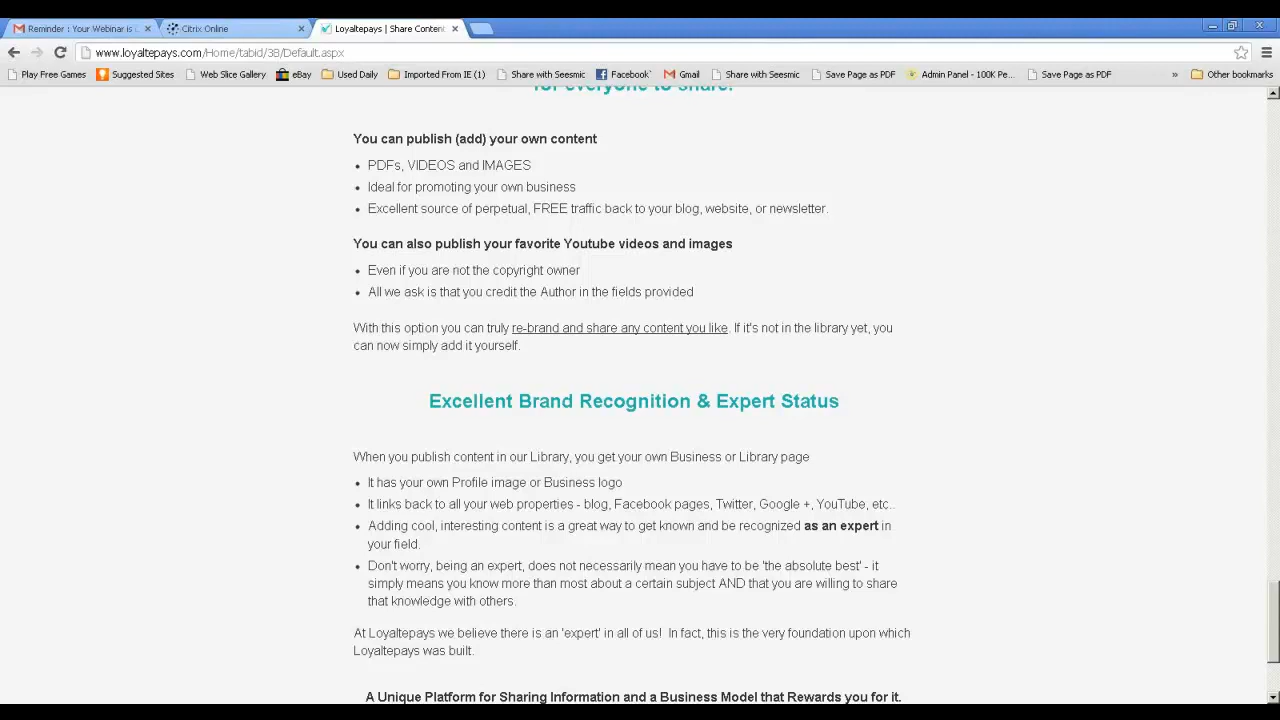 Reminder : Your Webinar is
Citrix Online
Loyaltepays | Share Content
www.loyaltepays.com/Home/tabid/38/Default.aspx
Play Free Games
Suggested Sites
Web Slice Gallery
eBay
Used Daily
Imported From IE (1)
Share with Seesmic
Facebook
Gmail
Share with Seesmic
Save Page as PDF
Admin Panel - 100K Pe...
Save Page as PDF
»
Other bookmarks
for everyone to share!
You can publish (add) your own content
• PDFs, VIDEOS and IMAGES
• Ideal for promoting your own business
• Excellent source of perpetual, FREE traffic back to your blog, website, or newsletter.
You can also publish your favorite Youtube videos and images
• Even if you are not the copyright owner
• All we ask is that you credit the Author in the fields provided
With this option you can truly re-brand and share any content you like. If it's not in the library yet, you
can now simply add it yourself.
Excellent Brand Recognition & Expert Status
When you publish content in our Library, you get your own Business or Library page
• It has your own Profile image or Business logo
• It links back to all your web properties - blog, Facebook pages, Twitter, Google +, YouTube, etc..
• Adding cool, interesting content is a great way to get known and be recognized as an expert in
your field.
• Don't worry, being an expert, does not necessarily mean you have to be 'the absolute best' - it
simply means you know more than most about a certain subject AND that you are willing to share
that knowledge with others.
At Loyaltepays we believe there is an 'expert' in all of us! In fact, this is the very foundation upon which
Loyaltepays was built.
A Unique Platform for Sharing Information and a Business Model that Rewards you for it.